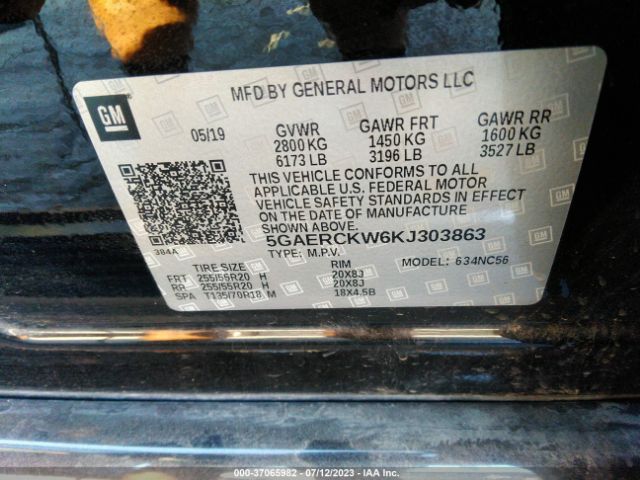 MFD BY GENERAL MOTORS LLC
GM
05/19 GVWR GAWR FRT GAWR RR
2800 KG 1450 KG 1600 KG
6173 LB 3196 LB 3527 LB
THIS VEHICLE CONFORMS TO ALL
APPLICABLE U.S. FEDERAL MOTOR
VEHICLE SAFETY STANDARDS IN EFFECT
ON THE DATE OF MANUFACTURE
SHOWN ABOVE.
5GAERCKW6KJ303863
384A
TYPE: M.P.V. MODEL: 634NC56
TIRE SIZE RIM
FRT 255/55R20 H 20X8J
RR 255/55R20 H 20X8J
SPA T135/70R18 M 18X4.5B
000-37065982 - 07/12/2023 - IAA Inc.